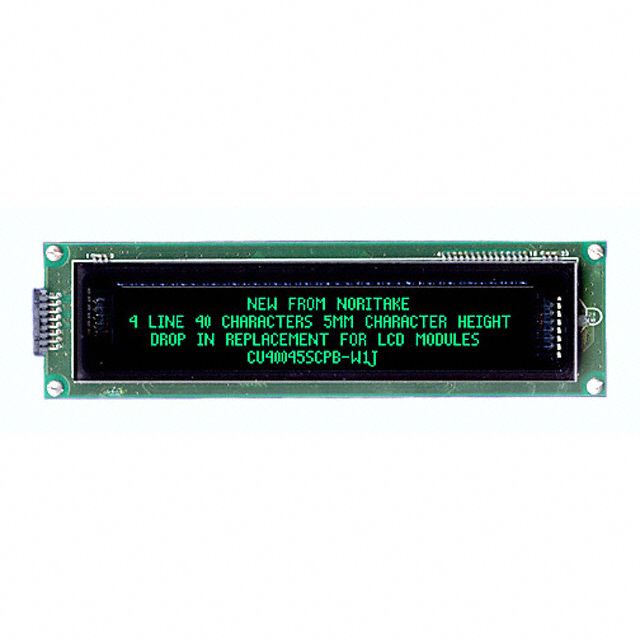 NEW FROM NORITAKE
4 LINE 40 CHARACTERS 5MM CHARACTER HEIGHT
DROP IN REPLACEMENT FOR LCD MODULES
CU40045SCPB-W1J